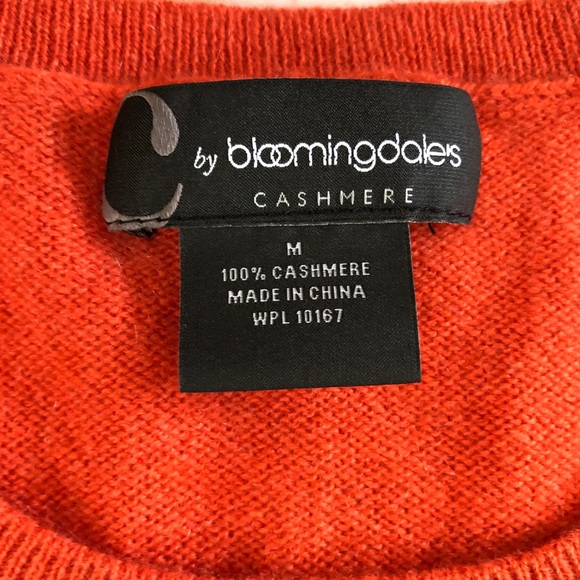 C by bloomingdale's
CASHMERE
M
100% CASHMERE
MADE IN CHINA
WPL 10167